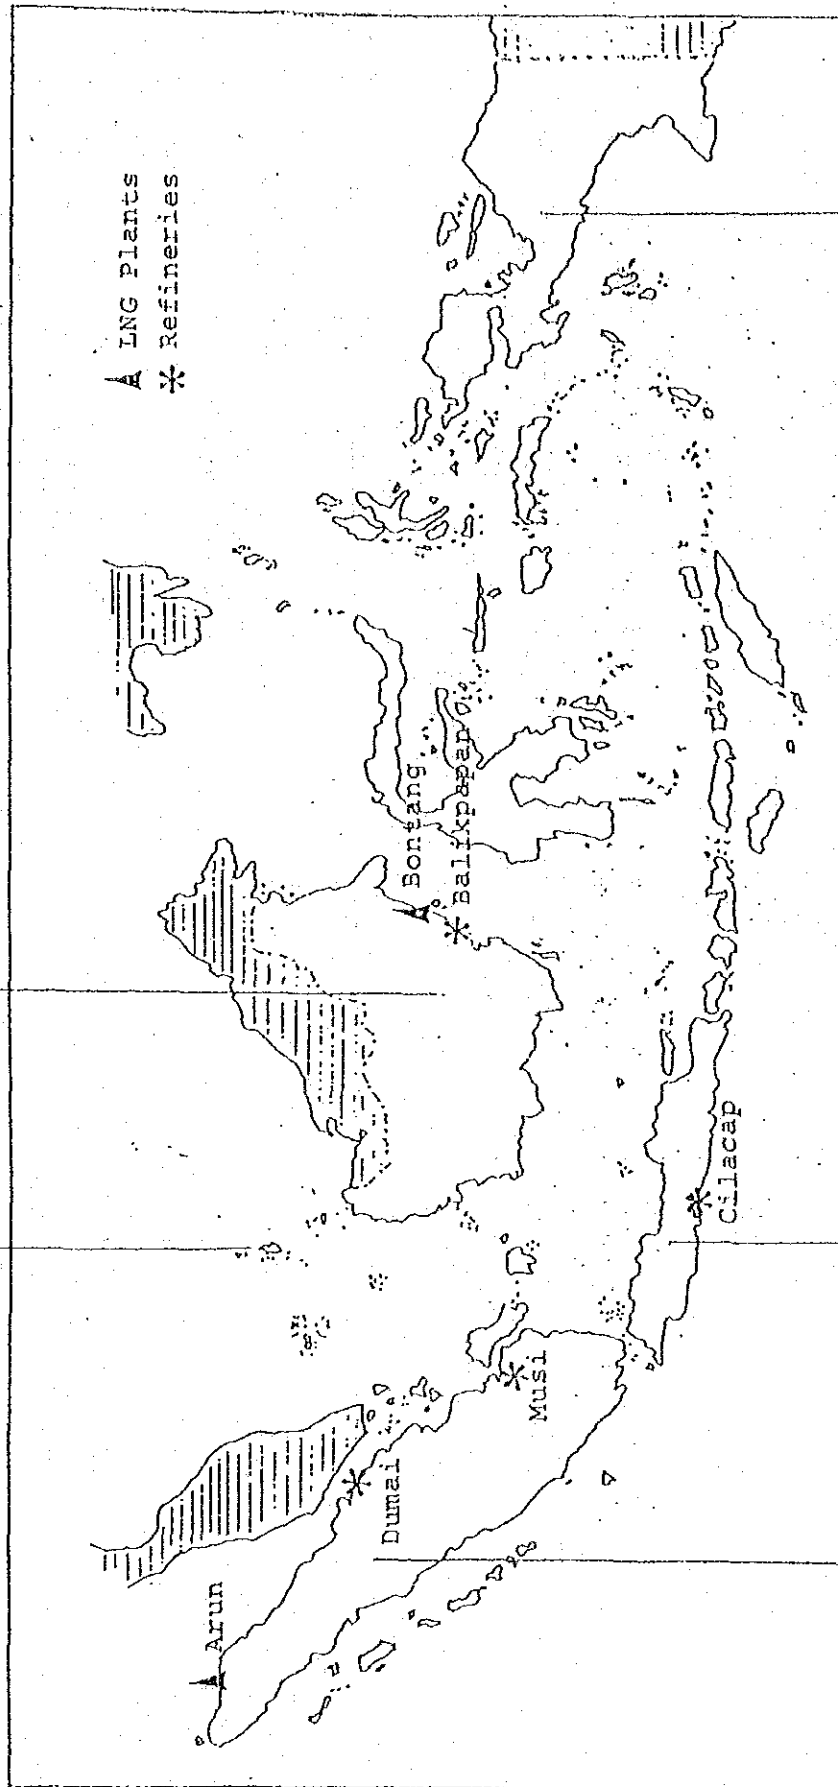 LNG Plants
Refineries
Arun
Dumai
Musi
Bontang
Balikpapan
Cilacap